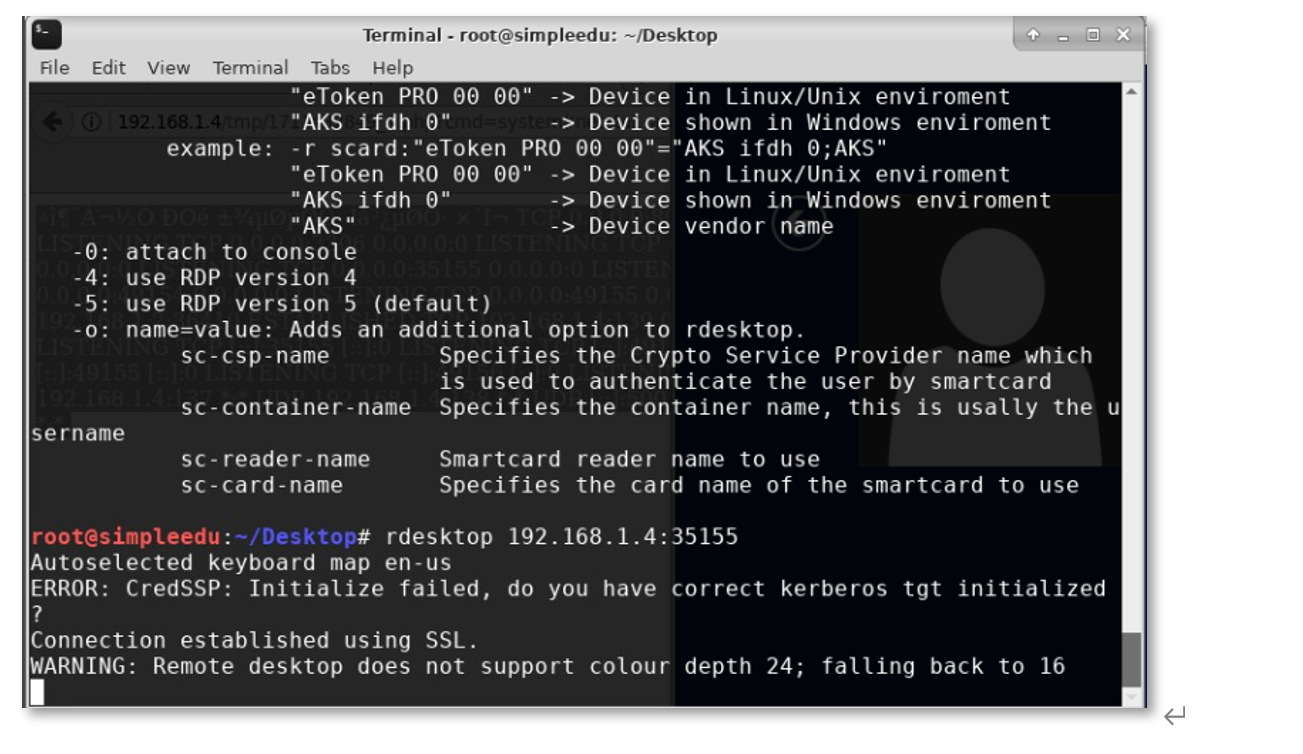 Terminal - root@simpleedu: ~/Desktop
File Edit View Terminal Tabs Help
"eToken PRO 00 00" -> Device in Linux/Unix enviroment
192.168.1.4/tmp/17
"AKS ifdh 0" -> Device shown in Windows enviroment
example: -r scard:"eToken PRO 00 00"="AKS ifdh 0;AKS"
"eToken PRO 00 00" -> Device in Linux/Unix enviroment
"AKS ifdh 0" -> Device shown in Windows enviroment
"AKS" -> Device vendor name
-0: attach to console
-4: use RDP version 4
-5: use RDP version 5 (default)
-o: name=value: Adds an additional option to rdesktop.
sc-csp-name Specifies the Crypto Service Provider name which
is used to authenticate the user by smartcard
sc-container-name Specifies the container name, this is usally the u
sername
sc-reader-name Smartcard reader name to use
sc-card-name Specifies the card name of the smartcard to use
root@simpleedu:~/Desktop# rdesktop 192.168.1.4:35155
Autoselected keyboard map en-us
ERROR: CredSSP: Initialize failed, do you have correct kerberos tgt initialized
?
Connection established using SSL.
WARNING: Remote desktop does not support colour depth 24; falling back to 16